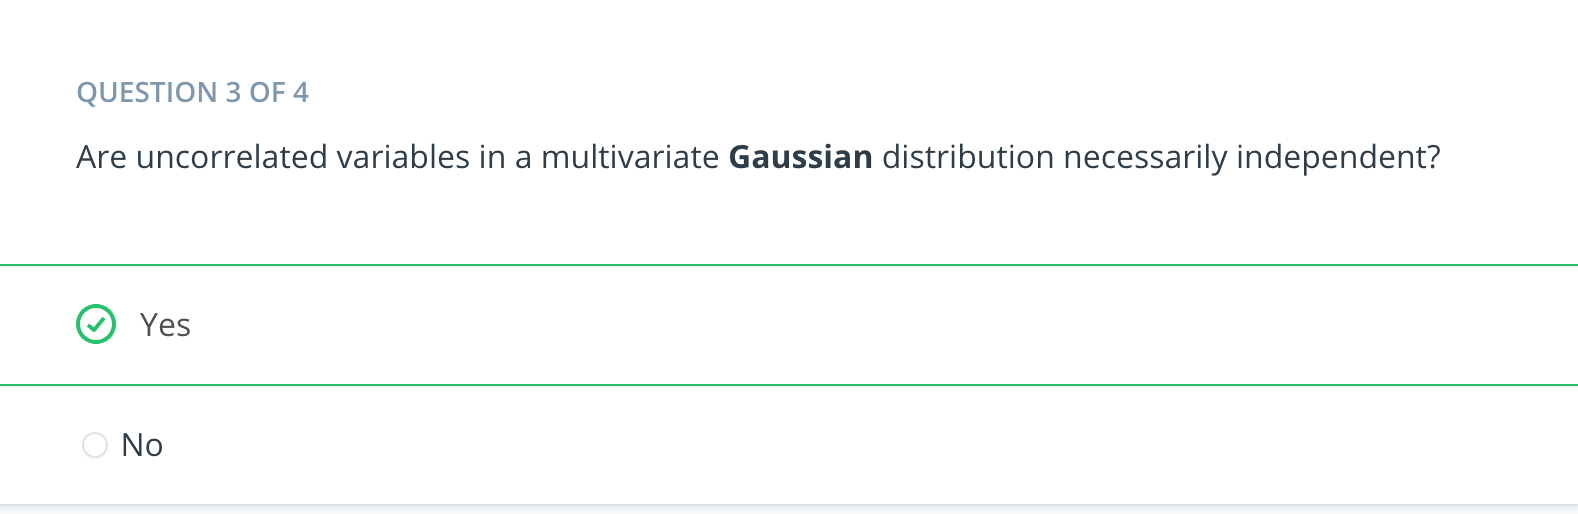 QUESTION 3 OF 4
Are uncorrelated variables in a multivariate Gaussian distribution necessarily independent?
Yes
No